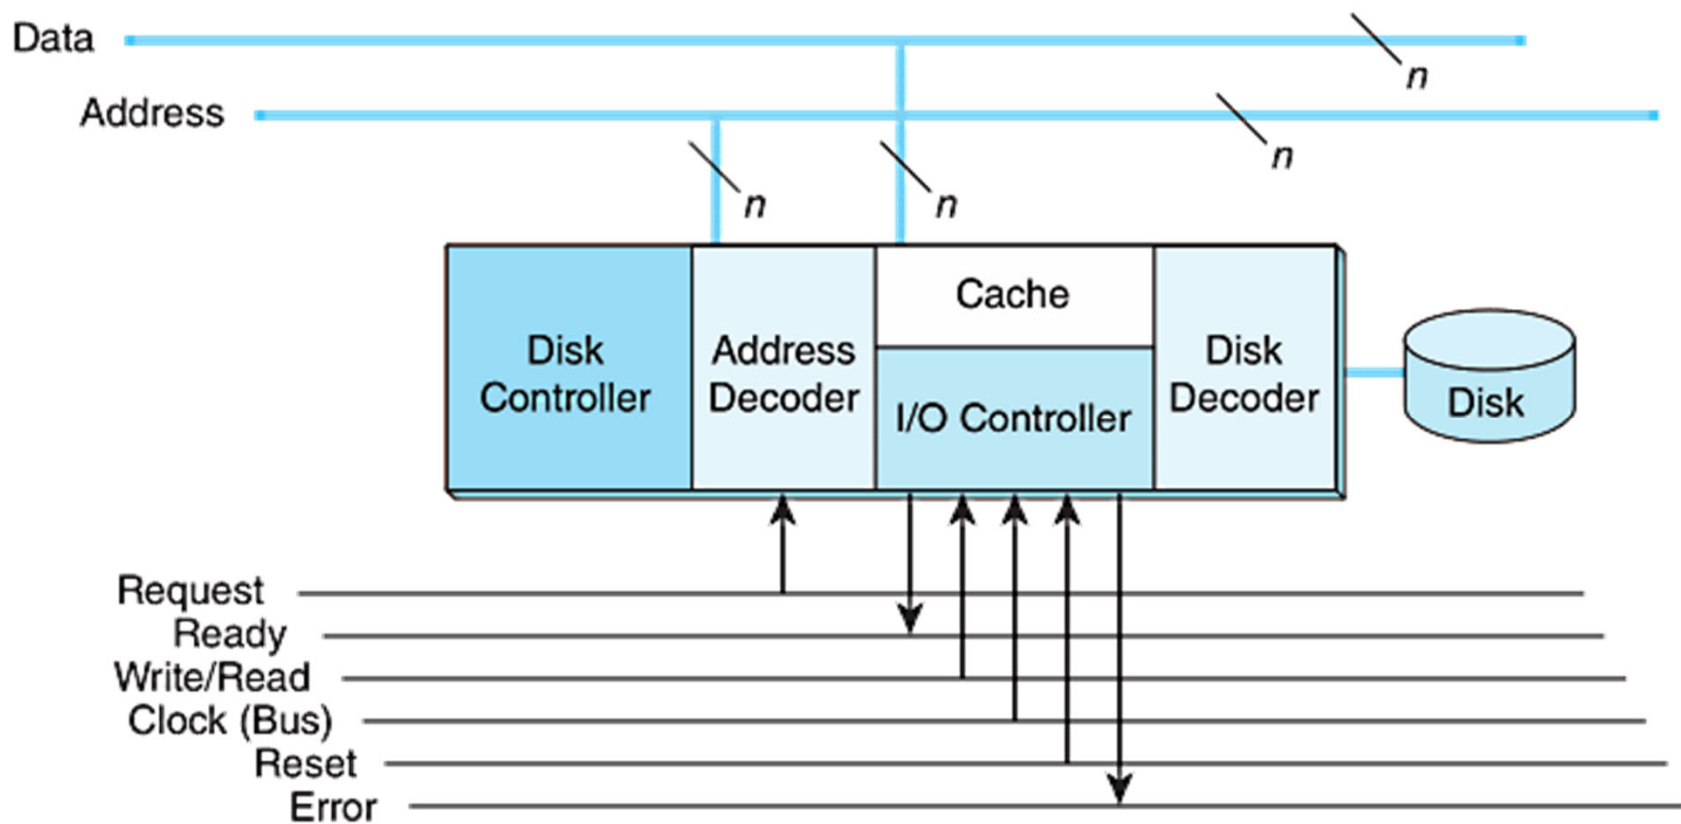 Data
n
Address
n
n
n
Disk
Controller
Address
Decoder
Cache
I/O Controller
Disk
Decoder
Disk
Request
Ready
Write/Read
Clock (Bus)
Reset
Error